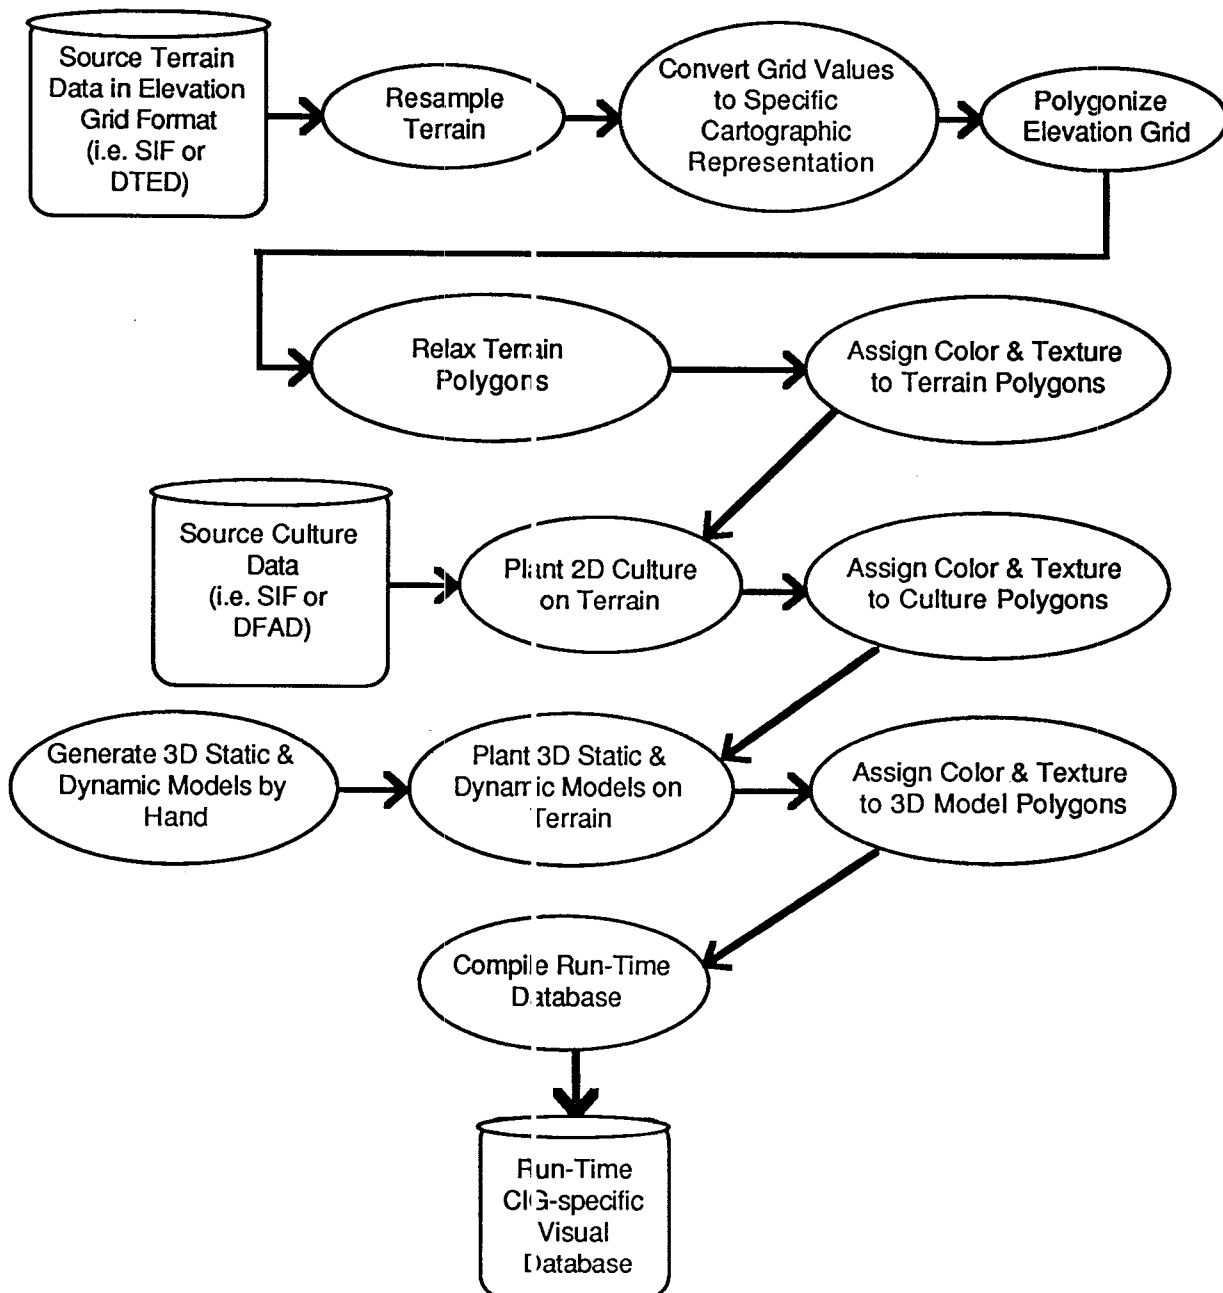 Source Terrain
Data in Elevation
Grid Format
(i.e. SIF or
DTED)
Resample
Terrain
Convert Grid Values
to Specific
Cartographic
Representation
Polygonize
Elevation Grid
Relax Terrain
Polygons
Assign Color & Texture
to Terrain Polygons
Source Culture
Data
(i.e. SIF or
DFAD)
Plant 2D Culture
on Terrain
Assign Color & Texture
to Culture Polygons
Generate 3D Static &
Dynamic Models by
Hand
Plant 3D Static &
Dynamic Models on
Terrain
Assign Color & Texture
to 3D Model Polygons
Compile Run-Time
Database
Run-Time
CIG-specific
Visual
Database